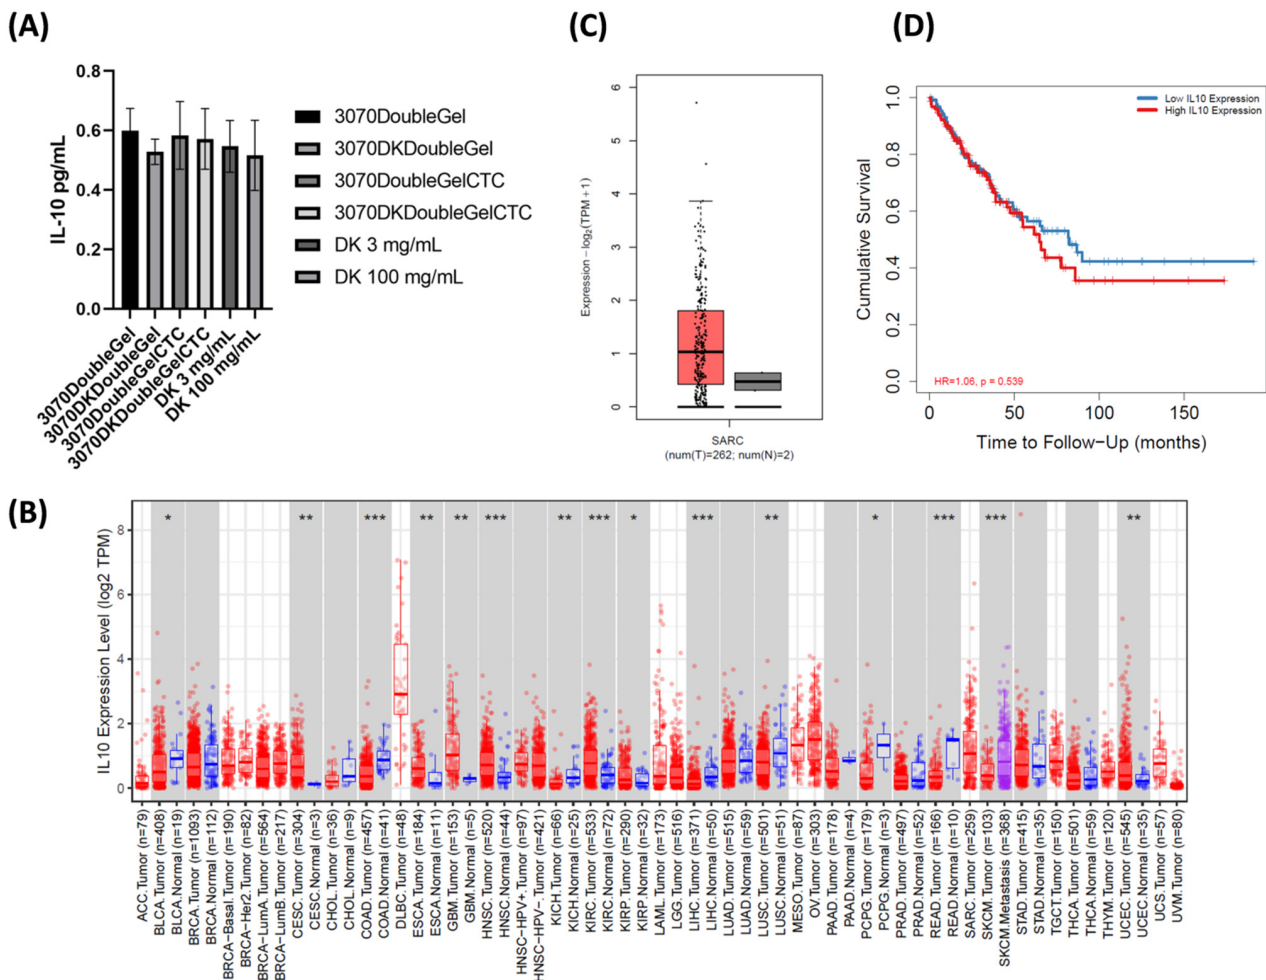 (A)
IL-10 pg/mL
0.8
0.6
0.4
0.2
0.0
3070DoubleGel
3070DKDoubleGel
3070DoubleGelCTC
3070DKDoubleGelCTC
DK 3 mg/mL
DK 100 mg/mL
3070DoubleGel
3070DKDoubleGel
3070DoubleGelCTC
3070DKDoubleGelCTC
DK 3 mg/mL
DK 100 mg/mL
(C)
Expression − log2(TPM + 1)
6
5
4
3
2
1
0
SARC
(num(T)=262; num(N)=2)
(D)
Cumulative Survival
1.0
0.8
0.6
0.4
0.2
0.0
Low IL10 Expression
High IL10 Expression
HR=1.06, p = 0.539
0
50
100
150
Time to Follow−Up (months)
(B)
IL10 Expression Level (log2 TPM)
8
6
4
2
0
* ** *** ** ** *** ** *** * *** ** * *** *** **
ACC.Tumor (n=79)
BLCA.Tumor (n=408)
BLCA.Normal (n=19)
BRCA.Tumor (n=1093)
BRCA.Normal (n=112)
BRCA−Basal.Tumor (n=190)
BRCA−Her2.Tumor (n=82)
BRCA−LumA.Tumor (n=564)
BRCA−LumB.Tumor (n=217)
CESC.Tumor (n=304)
CESC.Normal (n=3)
CHOL.Tumor (n=36)
CHOL.Normal (n=9)
COAD.Tumor (n=457)
COAD.Normal (n=41)
DLBC.Tumor (n=48)
ESCA.Tumor (n=184)
ESCA.Normal (n=11)
GBM.Tumor (n=153)
GBM.Normal (n=5)
HNSC.Tumor (n=520)
HNSC.Normal (n=44)
HNSC−HPV+.Tumor (n=97)
HNSC−HPV−.Tumor (n=421)
KICH.Tumor (n=66)
KICH.Normal (n=25)
KIRC.Tumor (n=533)
KIRC.Normal (n=72)
KIRP.Tumor (n=290)
KIRP.Normal (n=32)
LAML.Tumor (n=173)
LGG.Tumor (n=516)
LIHC.Tumor (n=371)
LIHC.Normal (n=50)
LUAD.Tumor (n=515)
LUAD.Normal (n=59)
LUSC.Tumor (n=501)
LUSC.Normal (n=51)
MESO.Tumor (n=87)
OV.Tumor (n=303)
PAAD.Tumor (n=178)
PAAD.Normal (n=4)
PCPG.Tumor (n=179)
PCPG.Normal (n=3)
PRAD.Tumor (n=497)
PRAD.Normal (n=52)
READ.Tumor (n=166)
READ.Normal (n=10)
SARC.Tumor (n=259)
SKCM.Tumor (n=103)
SKCM.Metastasis (n=368)
STAD.Tumor (n=415)
STAD.Normal (n=35)
TGCT.Tumor (n=150)
THCA.Tumor (n=501)
THCA.Normal (n=59)
THYM.Tumor (n=120)
UCEC.Tumor (n=545)
UCEC.Normal (n=35)
UCS.Tumor (n=57)
UVM.Tumor (n=80)